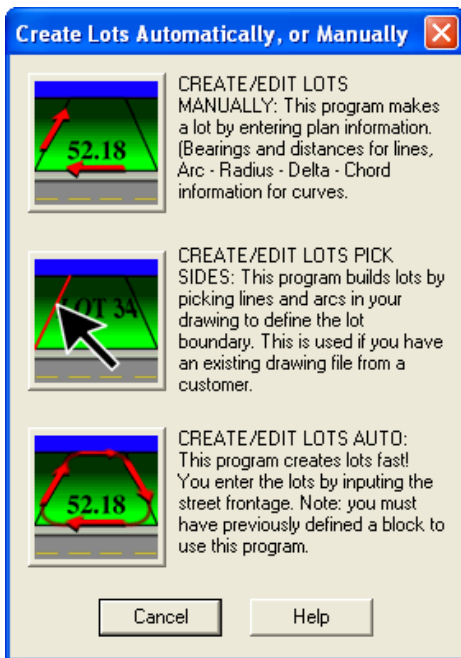 Create Lots Automatically, or Manually
52.18
CREATE/EDIT LOTS
MANUALLY: This program makes
a lot by entering plan information.
(Bearings and distances for lines,
Arc - Radius - Delta - Chord
information for curves.
LOT 34
CREATE/EDIT LOTS PICK
SIDES: This program builds lots by
picking lines and arcs in your
drawing to define the lot
boundary. This is used if you have
an existing drawing file from a
customer.
52.18
CREATE/EDIT LOTS AUTO:
This program creates lots fast!
You enter the lots by inputing the
street frontage. Note: you must
have previously defined a block to
use this program.
Cancel
Help